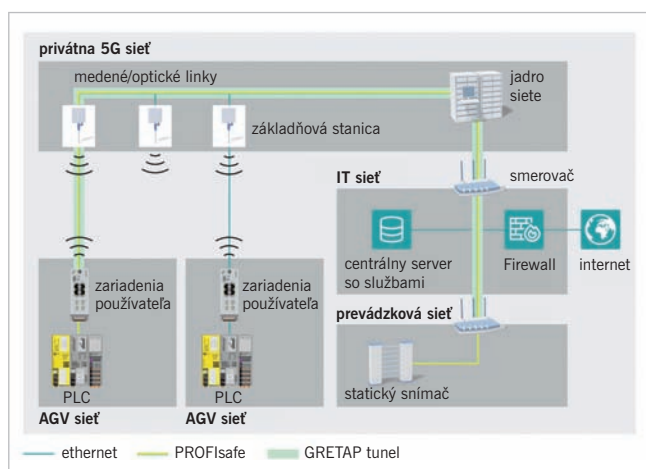 privátna 5G sieť
medené/optické linky
jadro
siete
základňová stanica
IT sieť
smerovač
centrálny server
so službami
Firewall
internet
zariadenia
používateľa
zariadenia
používateľa
prevádzková sieť
statický snímač
PLC
PLC
AGV sieť
AGV sieť
ethernet
PROFIsafe
GRETAP tunel